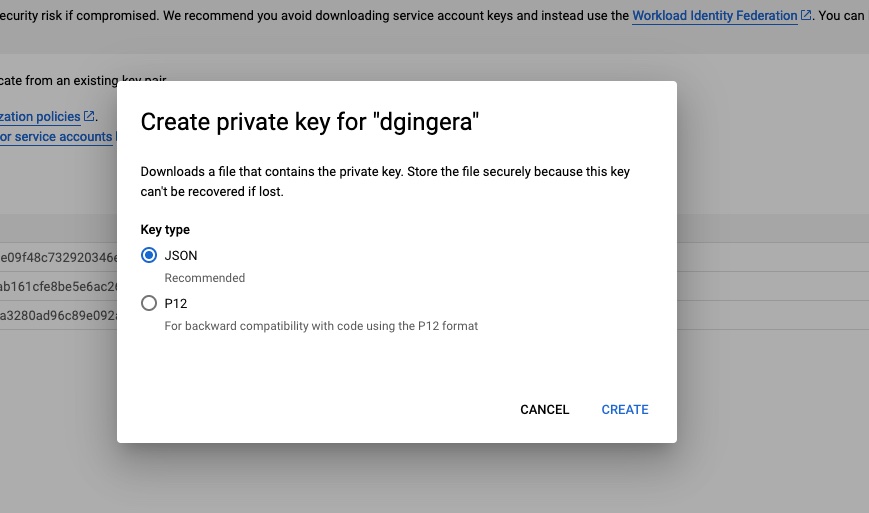 ecurity risk if compromised. We recommend you avoid downloading service account keys and instead use the Workload Identity Federation. You can
cate from an existing key pair
zation policies.
or service accounts
Create private key for "dgingera"
Downloads a file that contains the private key. Store the file securely because this key
can't be recovered if lost.
Key type
e09f48c732920346e
JSON
Recommended
ab161cfe8be5e6ac2
P12
a3280ad96c89e092
For backward compatibility with code using the P12 format
CANCEL CREATE